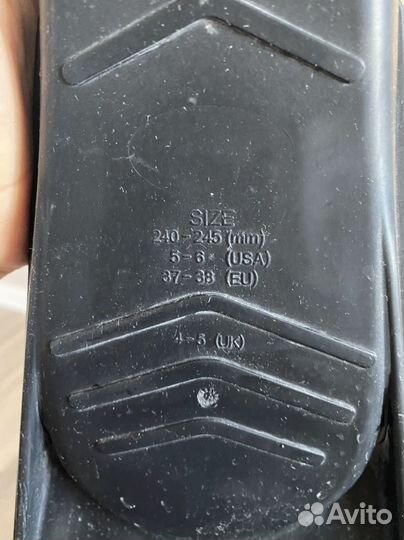 SIZE
240-245 (mm)
5-6 (USA)
37-38 (EU)
4-5 (UK)
Avito